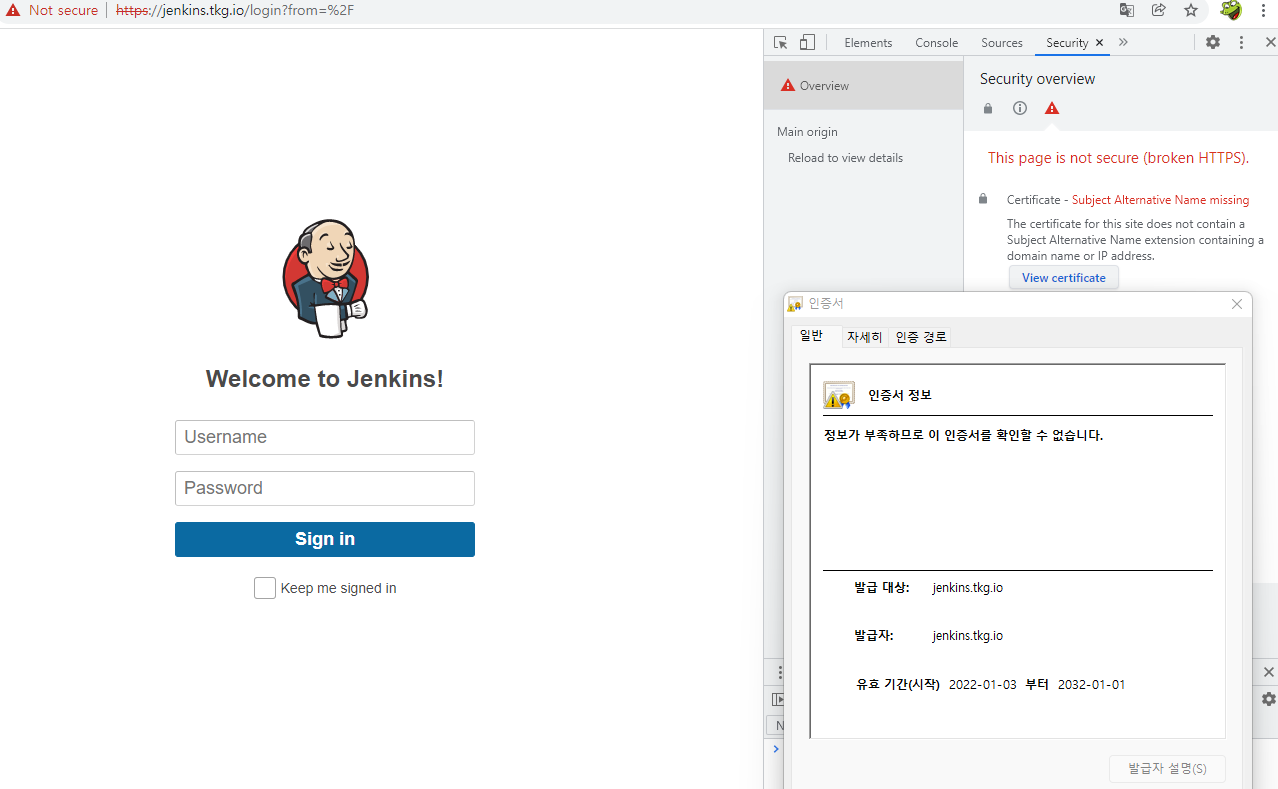 Not secure | https://jenkins.tkg.io/login?from=%2F
Elements Console Sources Security
Overview
Main origin
Reload to view details
Security overview
This page is not secure (broken HTTPS).
Certificate - Subject Alternative Name missing
The certificate for this site does not contain a
Subject Alternative Name extension containing a
domain name or IP address.
View certificate
Welcome to Jenkins!
Username
Password
Sign in
Keep me signed in
인증서
일반 자세히 인증 경로
인증서 정보
정보가 부족하므로 이 인증서를 확인할 수 없습니다.
발급 대상: jenkins.tkg.io
발급자: jenkins.tkg.io
유효 기간(시작) 2022-01-03 부터 2032-01-01
발급자 설명(S)